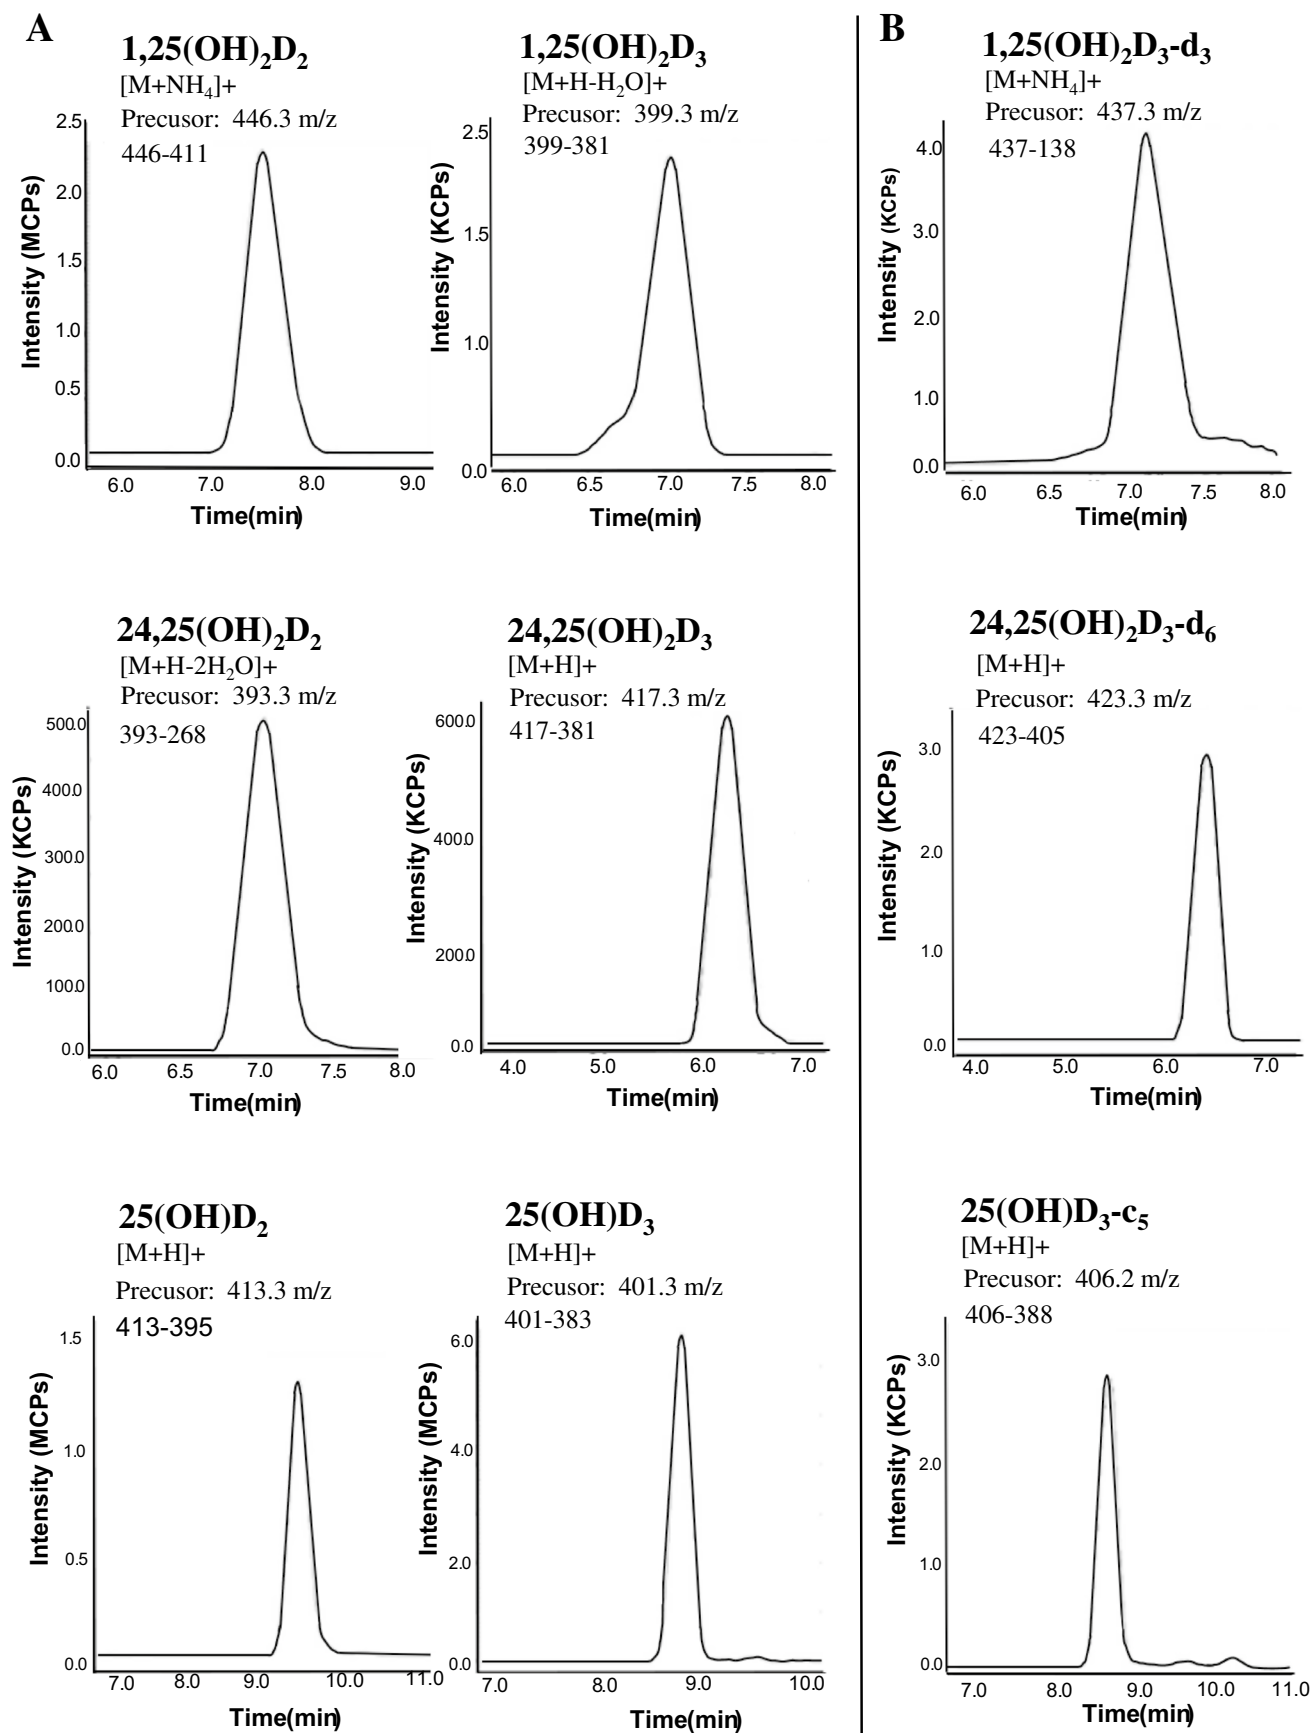 A
1,25(OH)₂D₂
[M+NH₄]+
Precusor: 446.3 m/z
446-411
Intensity (MCPs)
2.5
2.0
1.5
1.0
0.5
0.0
6.0 7.0 8.0 9.0
Time(min)
1,25(OH)₂D₃
[M+H-H₂O]+
Precusor: 399.3 m/z
399-381
Intensity (KCPs)
2.5
1.5
1.0
0.0
6.0 6.5 7.0 7.5 8.0
Time(min)
B
1,25(OH)₂D₃-d₃
[M+NH₄]+
Precusor: 437.3 m/z
437-138
Intensity (KCPs)
4.0
3.0
2.0
1.0
0.0
6.0 6.5 7.0 7.5 8.0
Time(min)
24,25(OH)₂D₂
[M+H-2H₂O]+
Precusor: 393.3 m/z
393-268
Intensity (KCPs)
500.0
400.0
300.0
200.0
100.0
0.0
6.0 6.5 7.0 7.5 8.0
Time(min)
24,25(OH)₂D₃
[M+H]+
Precusor: 417.3 m/z
417-381
Intensity (KCPs)
600.0
400.0
200.0
0.0
4.0 5.0 6.0 7.0
Time(min)
24,25(OH)₂D₃-d₆
[M+H]+
Precusor: 423.3 m/z
423-405
Intensity (KCPs)
3.0
2.0
1.0
0.0
4.0 5.0 6.0 7.0
Time(min)
25(OH)D₂
[M+H]+
Precusor: 413.3 m/z
413-395
Intensity (MCPs)
1.5
1.0
0.5
0.0
7.0 8.0 9.0 10.0 11.0
Time(min)
25(OH)D₃
[M+H]+
Precusor: 401.3 m/z
401-383
Intensity (MCPs)
6.0
4.0
2.0
0.0
7.0 9.0 10.0
Time(min)
25(OH)D₃-c₅
[M+H]+
Precusor: 406.2 m/z
406-388
Intensity (KCPs)
3.0
2.0
1.0
0.0
7.0 8.0 9.0 10.0 11.0
Time(min)